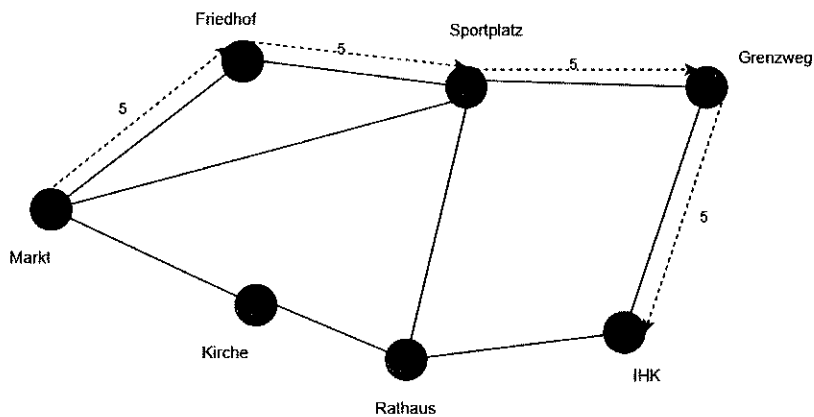 Friedhof
Sportplatz
Grenzweg
5
5
5
5
Markt
Kirche
IHK
Rathaus